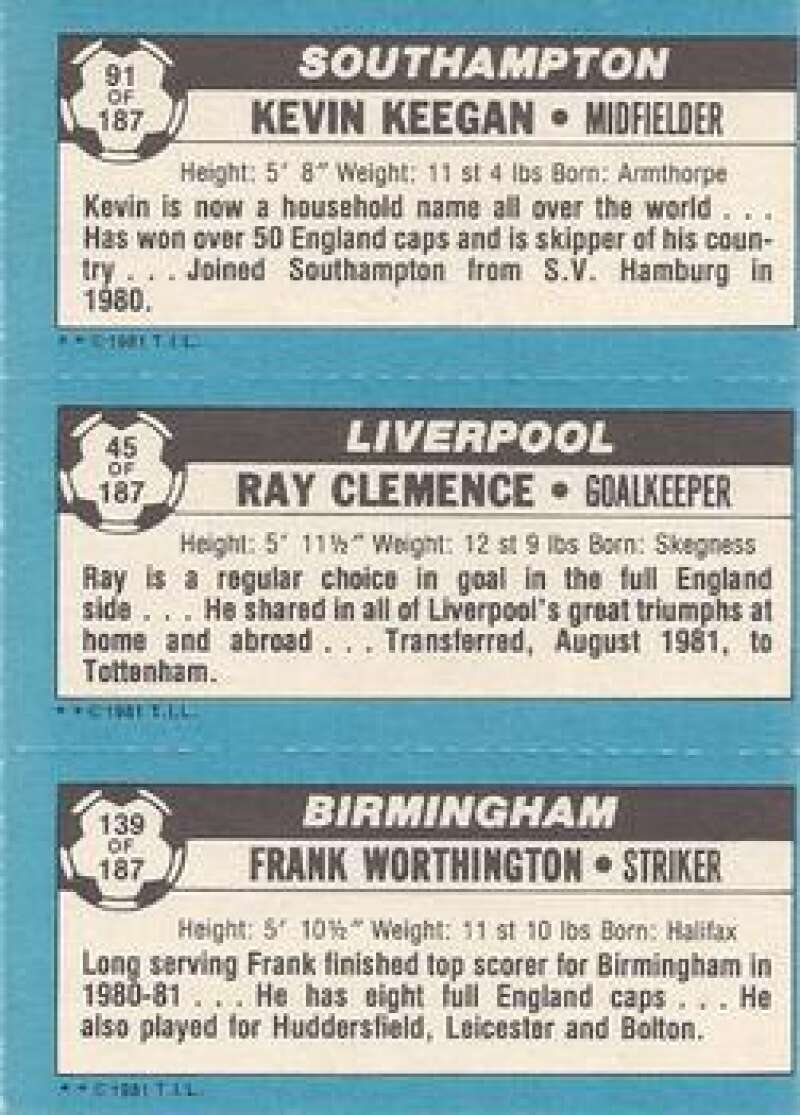 91
OF
187
SOUTHAMPTON
KEVIN KEEGAN • MIDFIELDER
Height: 5' 8" Weight: 11 st 4 lbs Born: Armthorpe
Kevin is now a household name all over the world . . .
Has won over 50 England caps and is skipper of his coun-
try . . . Joined Southampton from S.V. Hamburg in
1980.
* * ©1981 T.I.L.
45
OF
187
LIVERPOOL
RAY CLEMENCE • GOALKEEPER
Height: 5' 11½" Weight: 12 st 9 lbs Born: Skegness
Ray is a regular choice in goal in the full England
side . . . He shared in all of Liverpool's great triumphs at
home and abroad . . . Transferred, August 1981, to
Tottenham.
* * ©1981 T.I.L.
139
OF
187
BIRMINGHAM
FRANK WORTHINGTON • STRIKER
Height: 5' 10½" Weight: 11 st 10 lbs Born: Halifax
Long serving Frank finished top scorer for Birmingham in
1980-81 . . . He has eight full England caps . . . He
also played for Huddersfield, Leicester and Bolton.
* * ©1981 T.I.L.